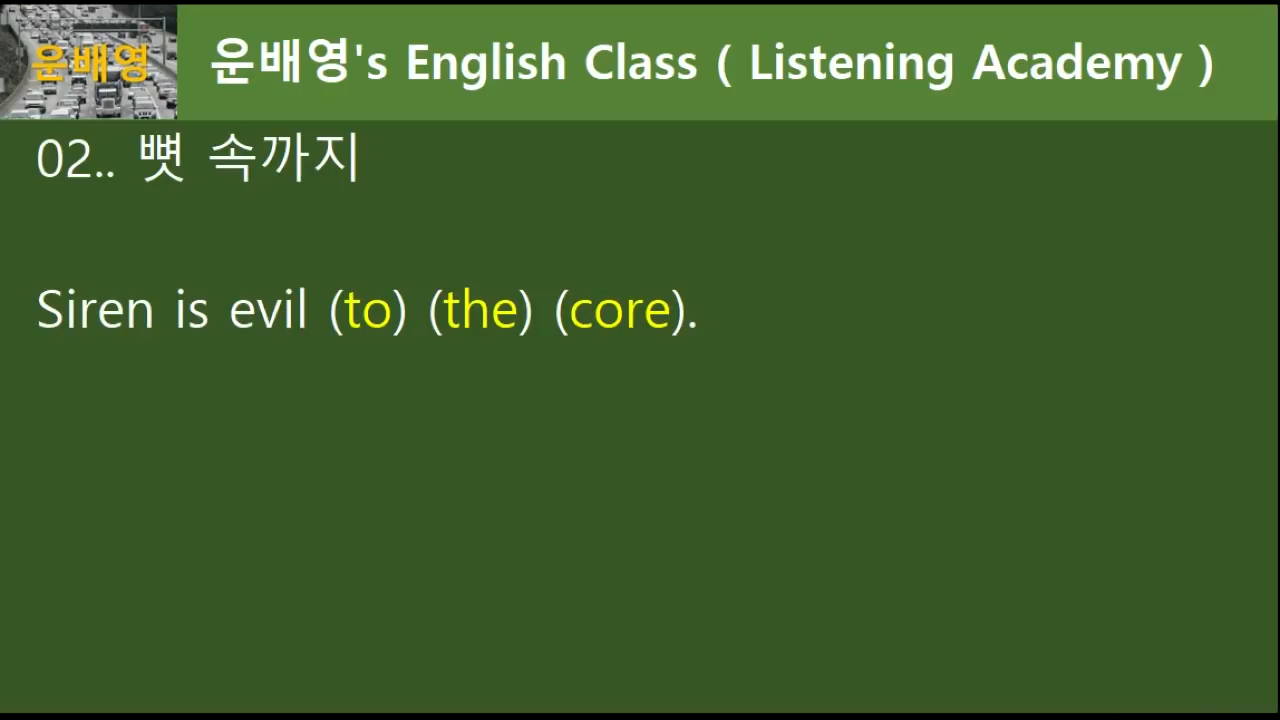 운배영
운배영's English Class ( Listening Academy )
02.. 뼛 속까지
Siren is evil (to) (the) (core).